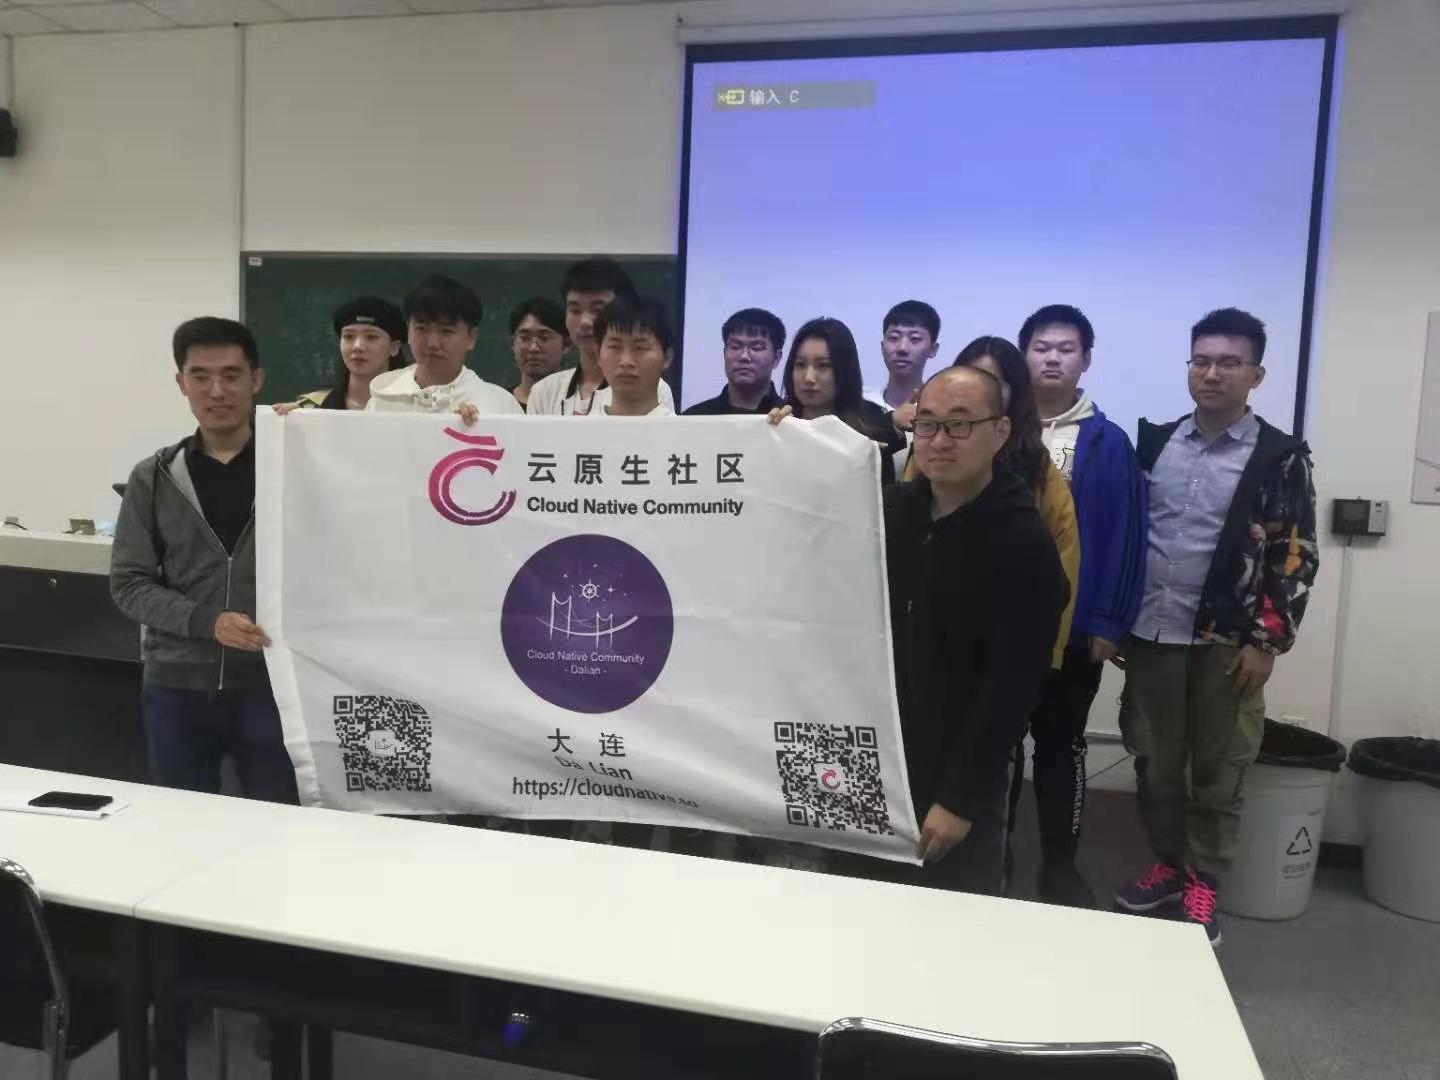 输入 C
云原生社区
Cloud Native Community
Cloud Native Community
- Dalian -
大连
Da Lian
https://cloudnative.to
ENGINEERED